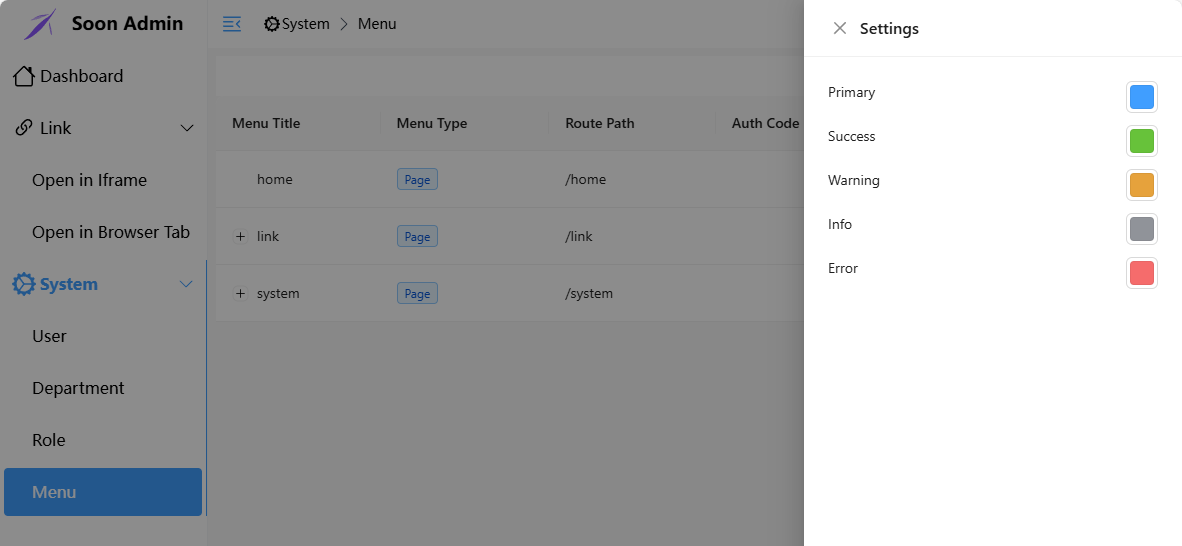 Soon Admin
Dashboard
Link
Open in Iframe
Open in Browser Tab
System
User
Department
Role
Menu
System > Menu
Menu Title Menu Type Route Path Auth Code
home Page /home
+ link Page /link
+ system Page /system
Settings
Primary
Success
Warning
Info
Error